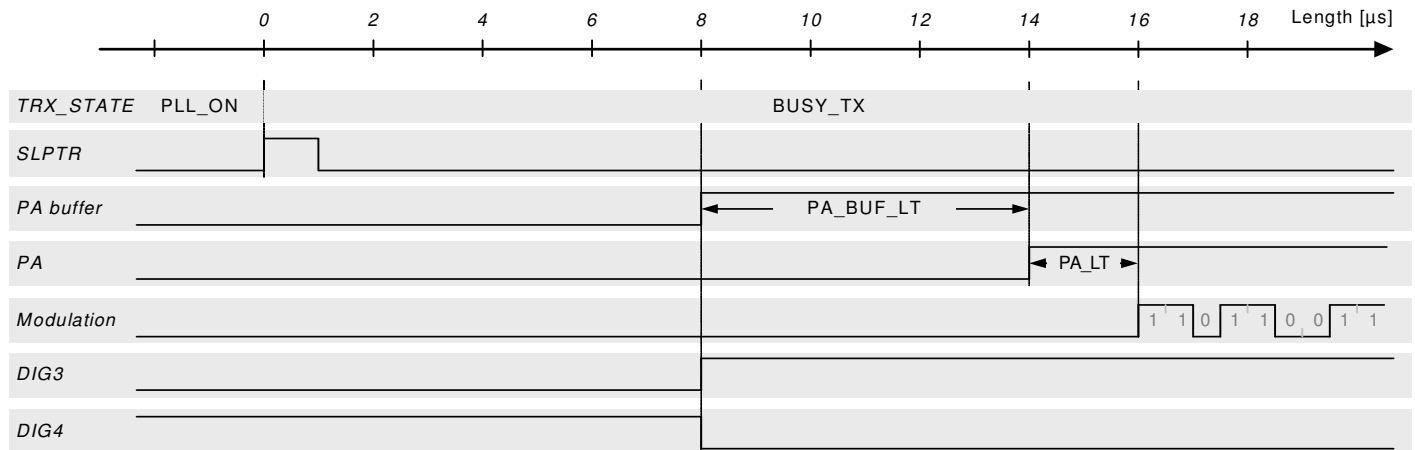 0 2 4 6 8 10 12 14 16 18 Length [µs]
TRX_STATE PLL_ON BUSY_TX
SLPTR
PA buffer PA_BUF_LT
PA PA_LT
Modulation 1 1 0 1 1 0 0 1 1
DIG3
DIG4